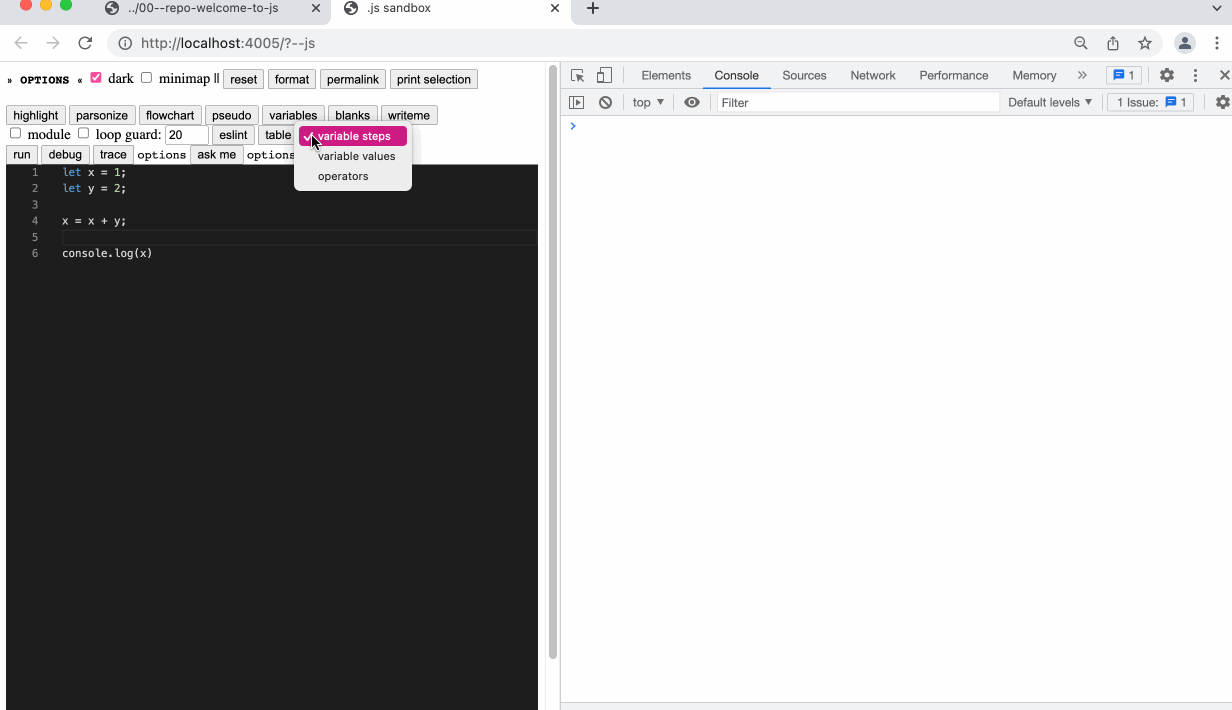 ../00--repo-welcome-to-js
.js sandbox
http://localhost:4005/?--js
» OPTIONS « dark minimap || reset format permalink print selection
highlight parsonize flowchart pseudo variables blanks writeme
module loop guard: 20 eslint table
variable steps
variable values
operators
run debug trace options ask me options
1 let x = 1;
2 let y = 2;
3
4 x = x + y;
5
6 console.log(x)
Elements Console Sources Network Performance Memory » 1
top ▼ Filter Default levels ▼ 1 Issue: 1